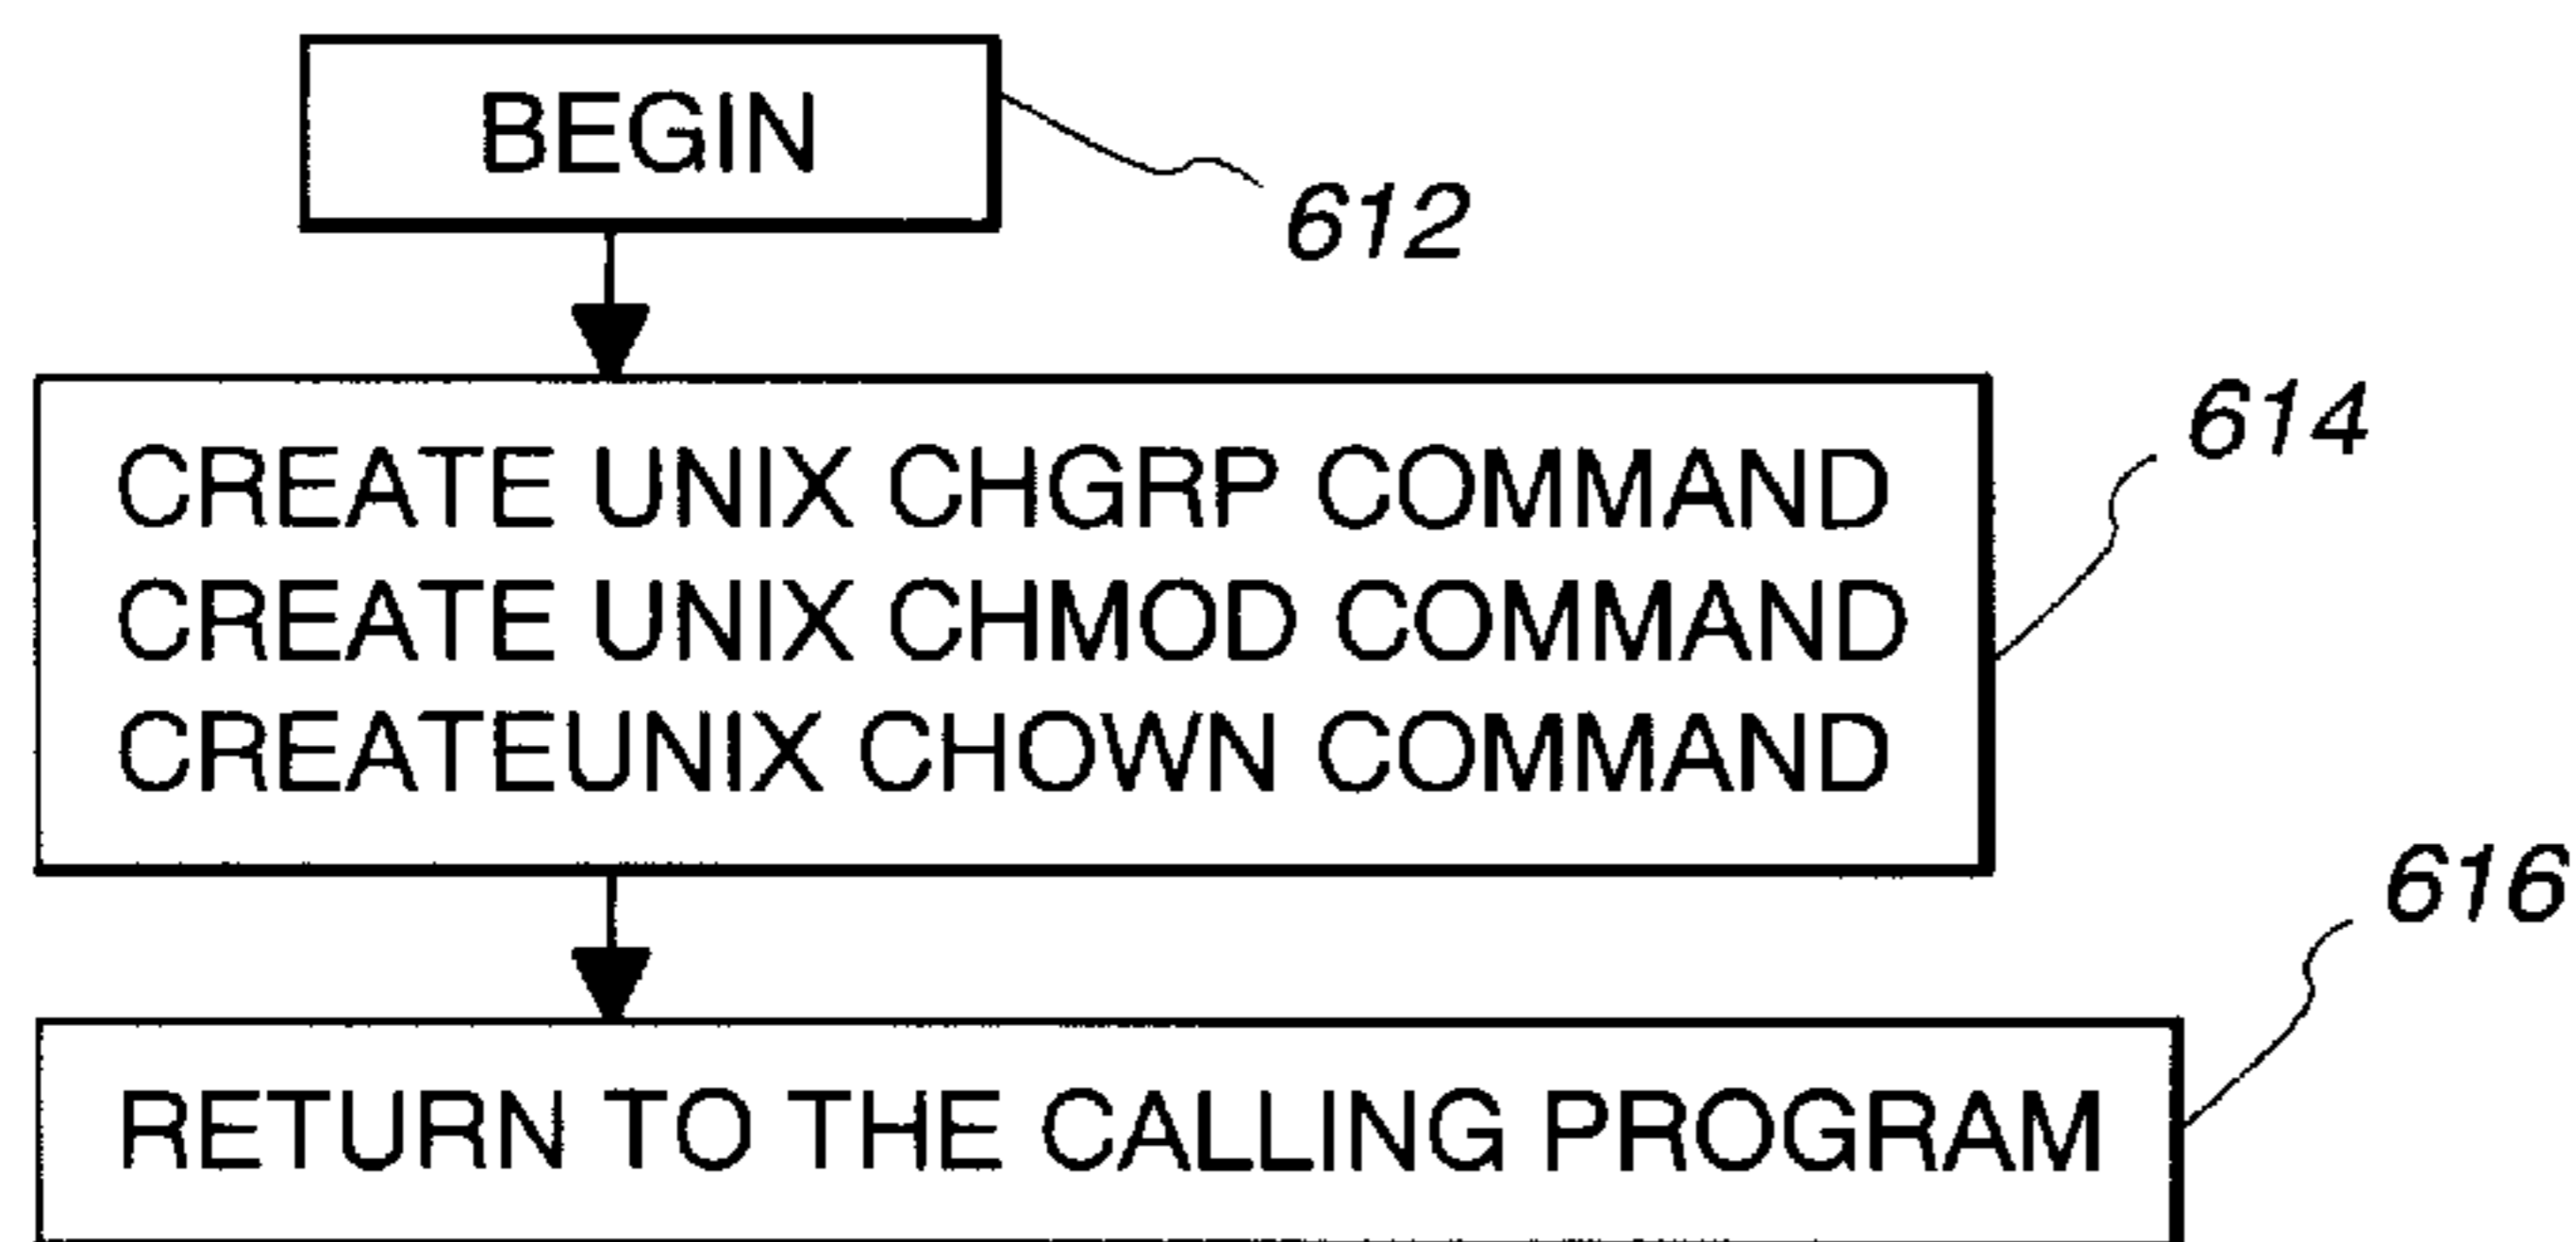 BEGIN
612
CREATE UNIX CHGRP COMMAND
CREATE UNIX CHMOD COMMAND
CREATEUNIX CHOWN COMMAND
614
RETURN TO THE CALLING PROGRAM
616